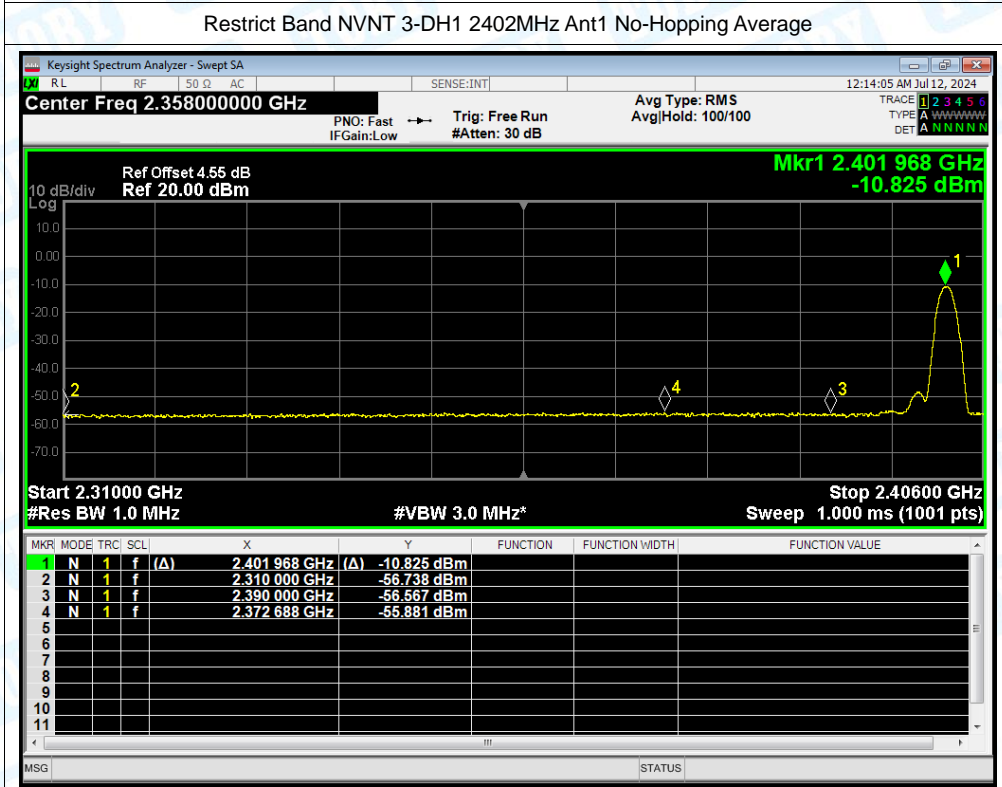 Restrict Band NVNT 3-DH1 2402MHz Ant1 No-Hopping Average
Keysight Spectrum Analyzer - Swept SA
LXI RL RF 50 Ω AC SENSE:INT 12:14:05 AM Jul 12, 2024
Center Freq 2.358000000 GHz
PNO: Fast
IFGain:Low
Trig: Free Run
#Atten: 30 dB
Avg Type: RMS
Avg|Hold: 100/100
TRACE 1 2 3 4 5 6
TYPE A WWWWW
DET A N N N N N
Mkr1 2.401 968 GHz
-10.825 dBm
Ref Offset 4.55 dB
10 dB/div Ref 20.00 dBm
Log
10.0
0.00
-10.0
-20.0
-30.0
-40.0
-50.0
-60.0
-70.0
1
2
4
3
Start 2.31000 GHz
Stop 2.40600 GHz
#Res BW 1.0 MHz
#VBW 3.0 MHz*
Sweep 1.000 ms (1001 pts)
MKR MODE TRC SCL X Y FUNCTION FUNCTION WIDTH FUNCTION VALUE
1 N 1 f (Δ) 2.401 968 GHz (Δ) -10.825 dBm
2 N 1 f 2.310 000 GHz -56.738 dBm
3 N 1 f 2.390 000 GHz -56.567 dBm
4 N 1 f 2.372 688 GHz -55.881 dBm
5
6
7
8
9
10
11
MSG STATUS